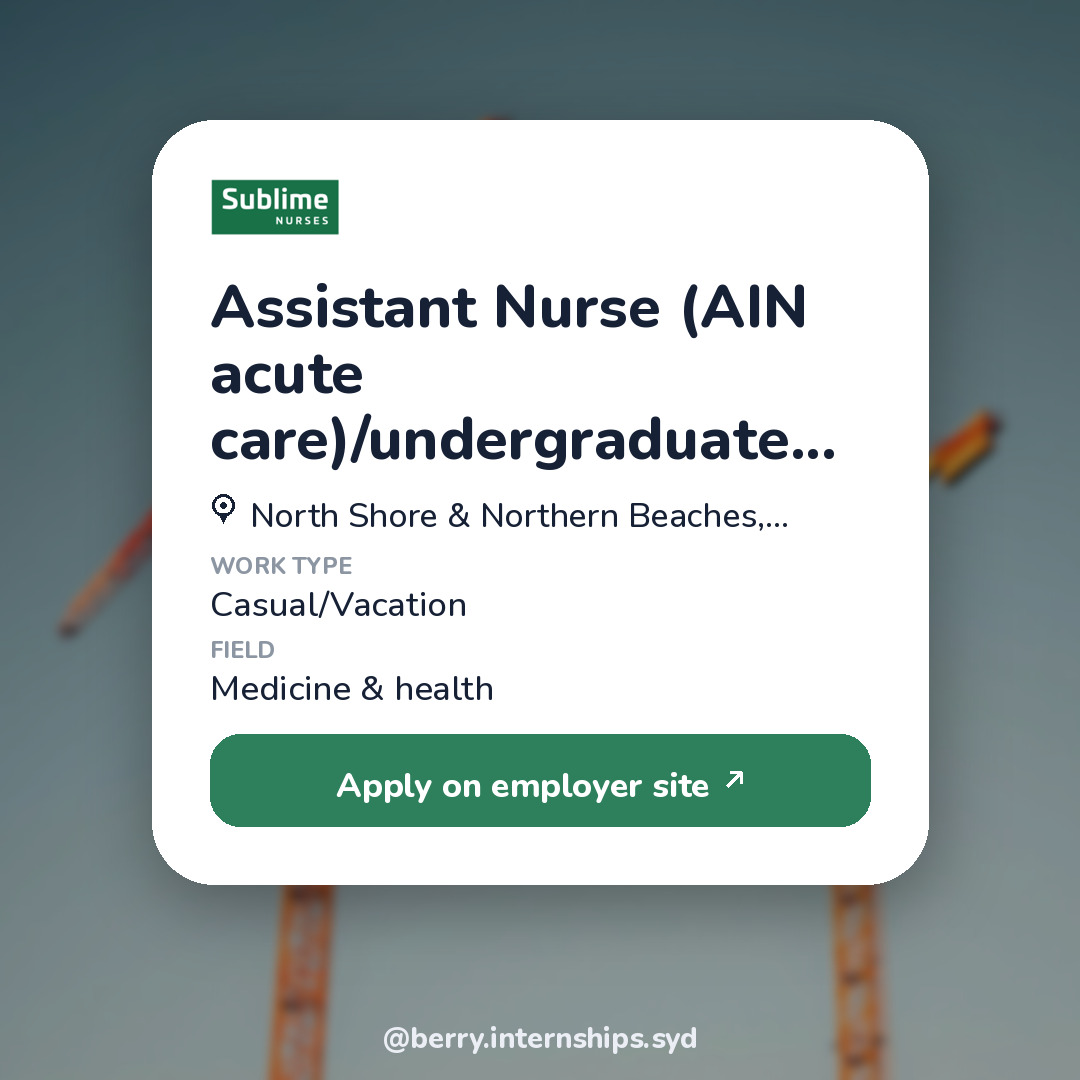 Sublime
NURSES
Assistant Nurse (AIN
acute
care)/undergraduate...
North Shore & Northern Beaches,...
WORK TYPE
Casual/Vacation
FIELD
Medicine & health
Apply on employer site ↗
@berry.internships.syd